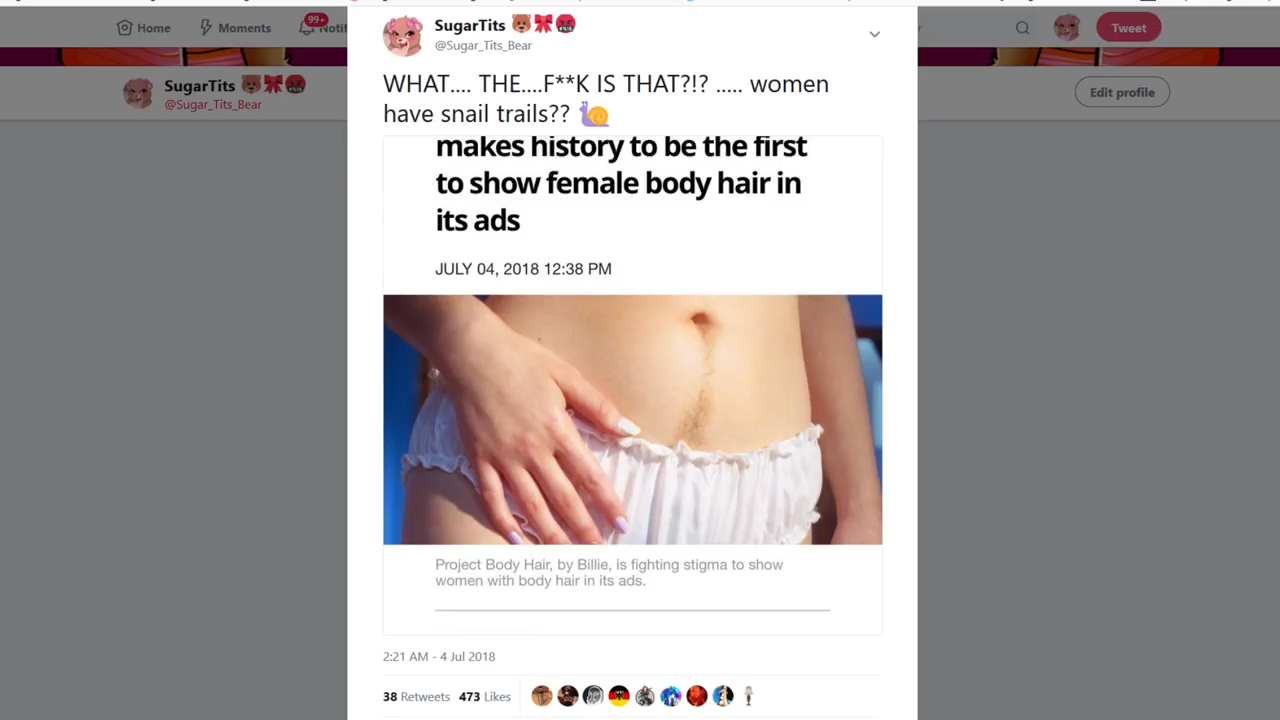 Home
Moments
99+
Notif
Tweet
SugarTits
@Sugar_Tits_Bear
Edit profile
SugarTits
@Sugar_Tits_Bear
WHAT.... THE....F**K IS THAT?!? ..... women
have snail trails??
makes history to be the first
to show female body hair in
its ads
JULY 04, 2018 12:38 PM
Project Body Hair, by Billie, is fighting stigma to show
women with body hair in its ads.
2:21 AM - 4 Jul 2018
38 Retweets 473 Likes